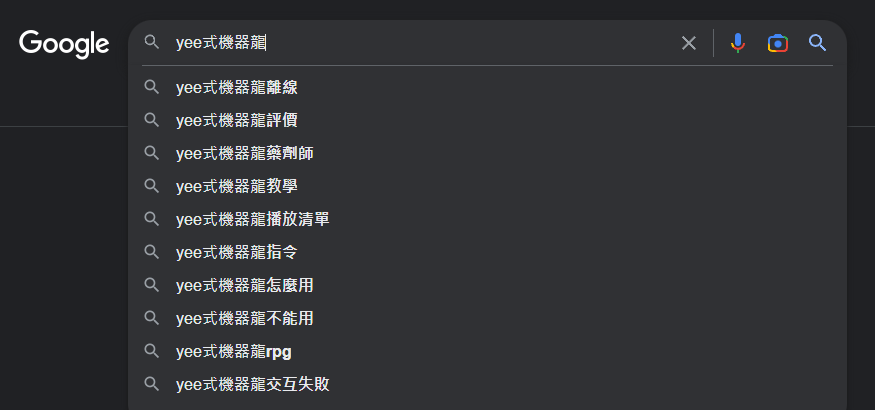 Google
yee式機器龍
yee式機器龍離線
yee式機器龍評價
yee式機器龍藥劑師
yee式機器龍教學
yee式機器龍播放清單
yee式機器龍指令
yee式機器龍怎麼用
yee式機器龍不能用
yee式機器龍rpg
yee式機器龍交互失敗